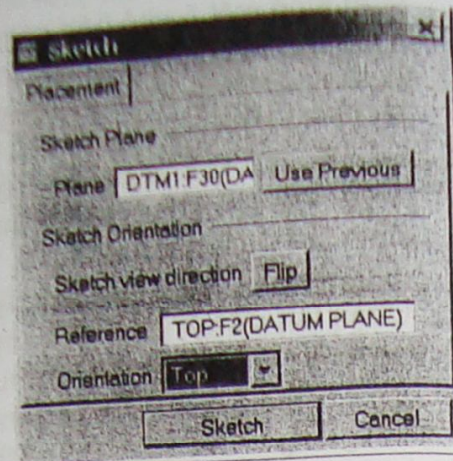 Sketch
Placement
Sketch Plane
Plane DTM1:F30(DA Use Previous
Sketch Orientation
Sketch view direction Flip
Reference TOP:F2(DATUM PLANE)
Orientation Top
Sketch Cancel